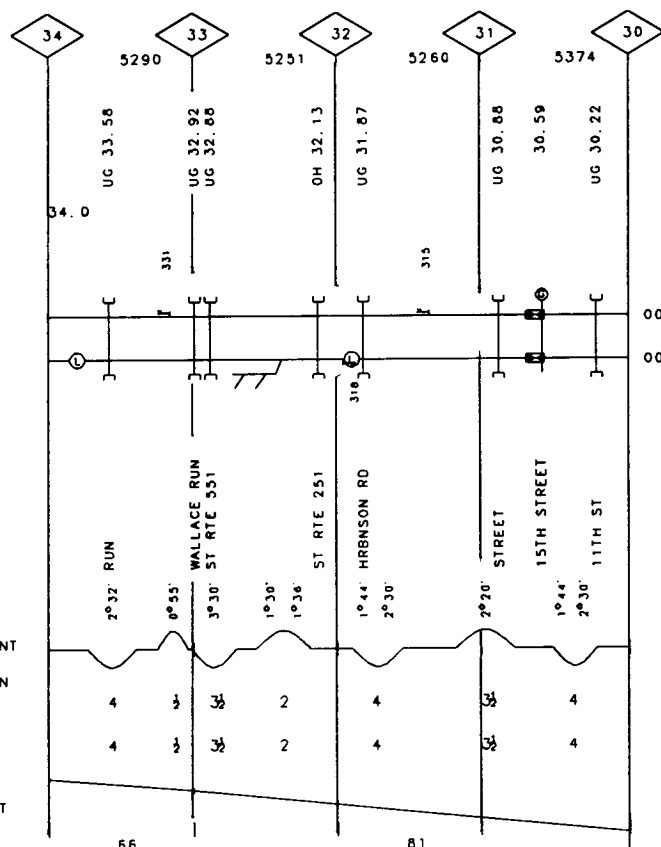 34 33 32 31 30
5290 5251 5260 5374
UG 33.58
UG 32.92
UG 32.88
OH 32.13
UG 31.87
UG 30.88
30.59
UG 30.22
34.0
331
315
G
00
L
L
00
318
RUN
WALLACE RUN
ST RTE 551
ST RTE 251
HRBNSON RD
STREET
15TH STREET
11TH ST
2°32'
0°55'
3°30'
1°30'
1°36'
1°44'
2°30'
2°20'
1°44'
2°30'
NT
N
4 ½ 3½ 2 4 3½ 4
4 ½ 3½ 2 4 3½ 4
T
66 81